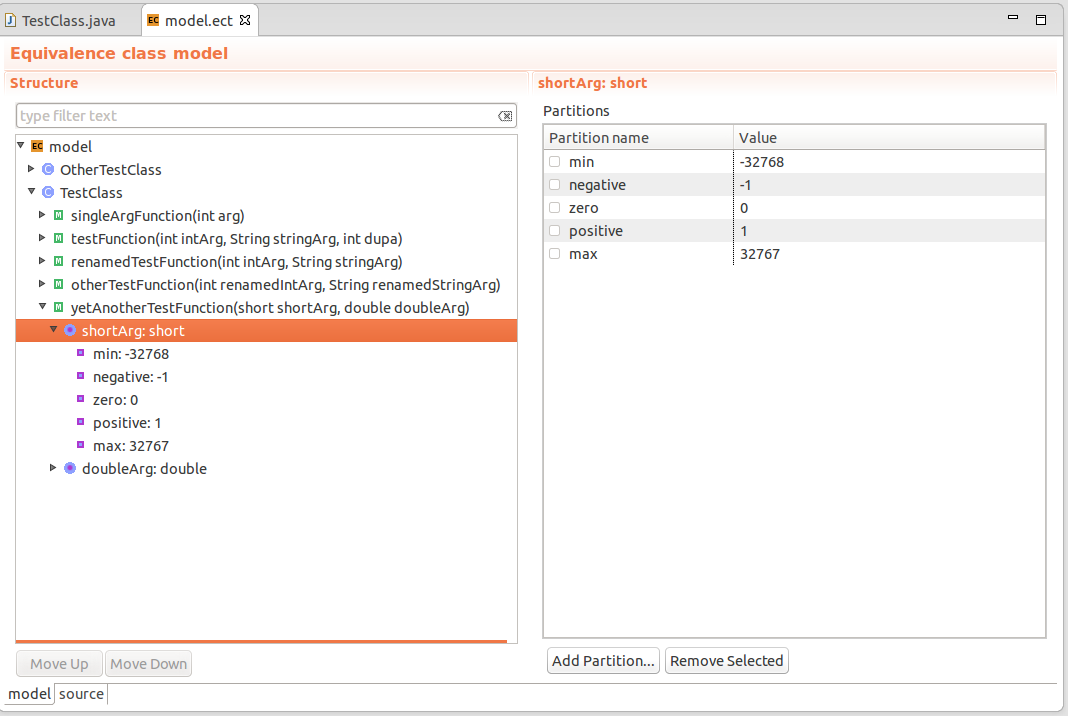 TestClass.java
EC model.ect
Equivalence class model
Structure
type filter text
EC model
C OtherTestClass
C TestClass
M singleArgFunction(int arg)
M testFunction(int intArg, String stringArg, int dupa)
M renamedTestFunction(int intArg, String stringArg)
M otherTestFunction(int renamedIntArg, String renamedStringArg)
M yetAnotherTestFunction(short shortArg, double doubleArg)
shortArg: short
min: -32768
negative: -1
zero: 0
positive: 1
max: 32767
doubleArg: double
Move Up
Move Down
shortArg: short
Partitions
Partition name Value
min -32768
negative -1
zero 0
positive 1
max 32767
Add Partition...
Remove Selected
model
source